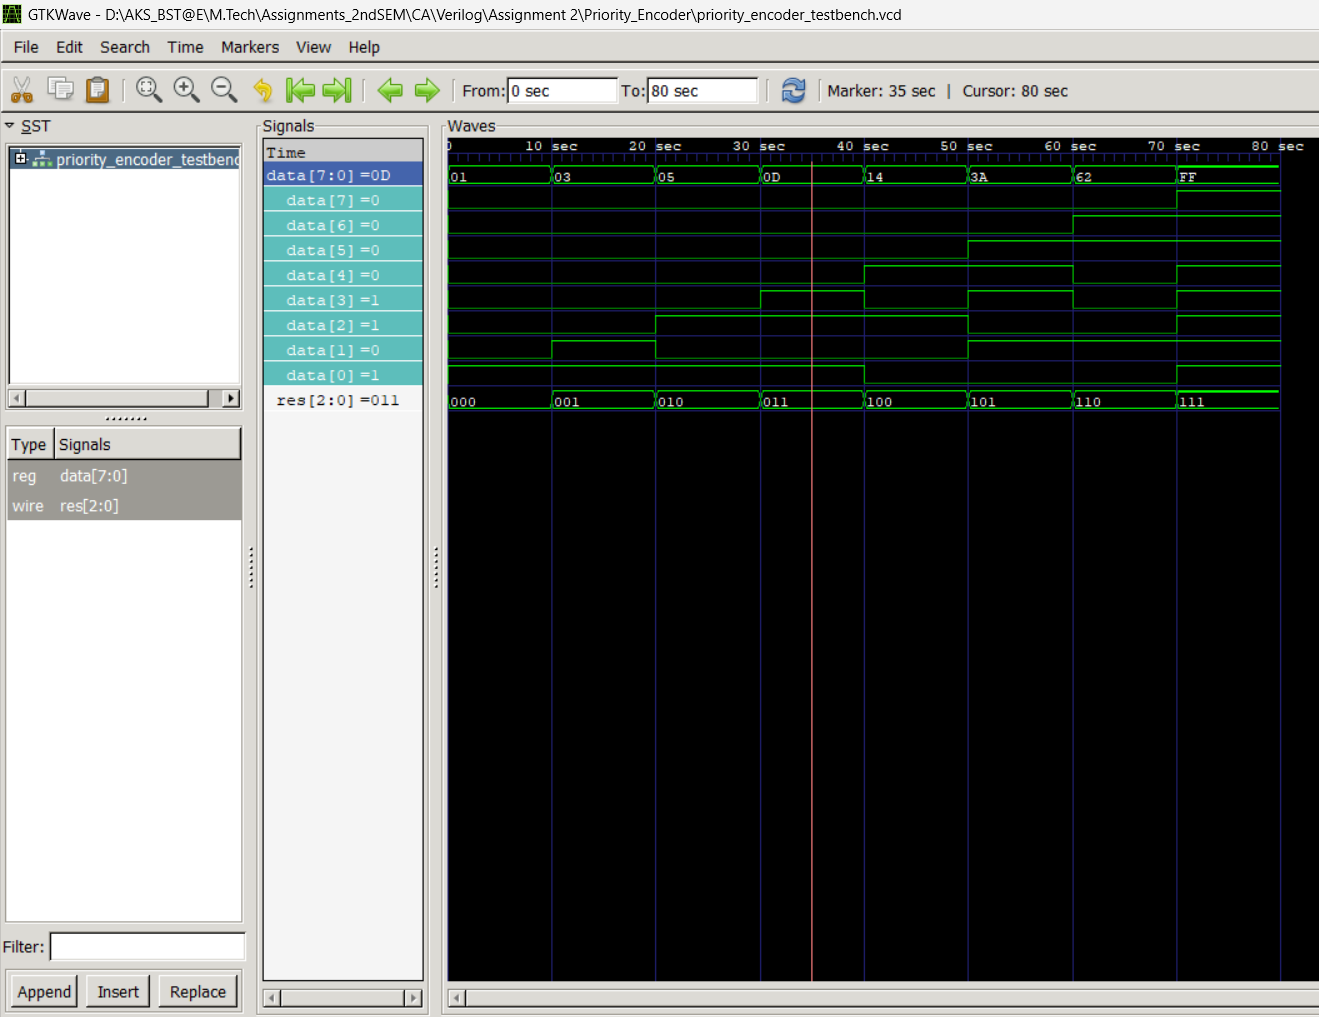 GTKWave - D:\AKS_BST@E\M.Tech\Assignments_2ndSEM\CA\Verilog\Assignment 2\Priority_Encoder\priority_encoder_testbench.vcd
File Edit Search Time Markers View Help
From: 0 sec To: 80 sec Marker: 35 sec | Cursor: 80 sec
SST
priority_encoder_testbenc
Type Signals
reg data[7:0]
wire res[2:0]
Filter:
Append Insert Replace
Signals
Time
data[7:0]=0D
data[7]=0
data[6]=0
data[5]=0
data[4]=0
data[3]=1
data[2]=1
data[1]=0
data[0]=1
res[2:0]=011
Waves
0 10 sec 20 sec 30 sec 40 sec 50 sec 60 sec 70 sec 80 sec
01 03 05 0D 14 3A 62 FF
000 001 010 011 100 101 110 111